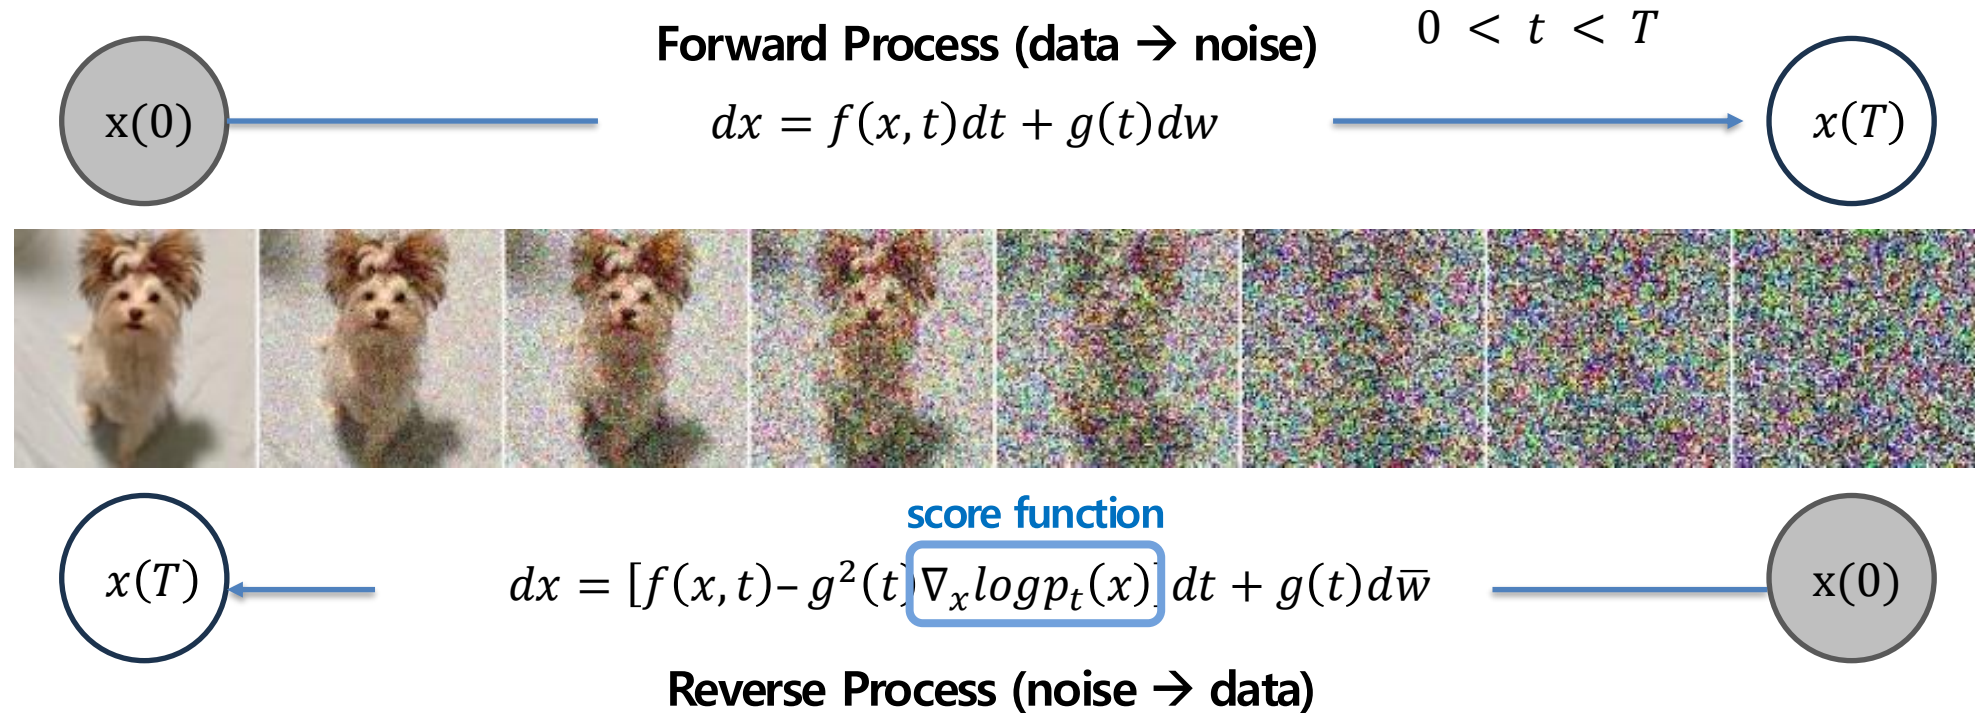 Forward Process (data → noise)
0 < t < T
x(0)
dx = f(x, t)dt + g(t)dw
x(T)
score function
x(T)
dx = [f(x, t)– g²(t)∇ₓlogpₜ(x)]dt + g(t)dw̅
x(0)
Reverse Process (noise → data)